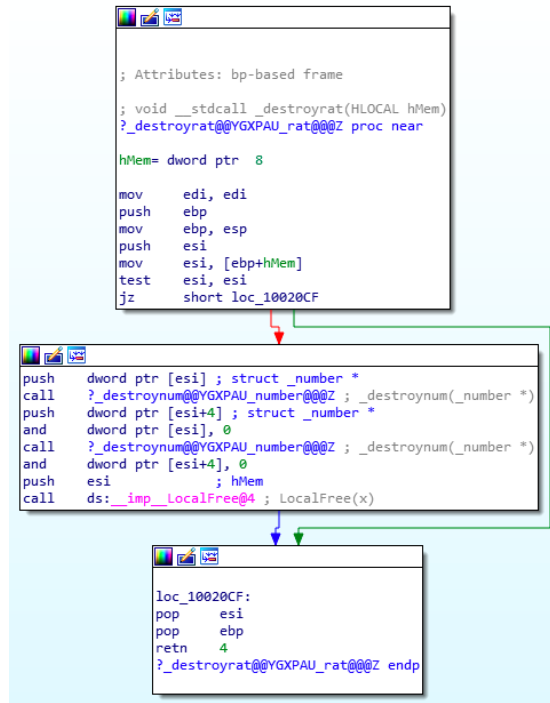 ; Attributes: bp-based frame
; void __stdcall _destroyrat(HLOCAL hMem)
?_destroyrat@@YGXPAU_rat@@@Z proc near
hMem= dword ptr  8
mov     edi, edi
push    ebp
mov     ebp, esp
push    esi
mov     esi, [ebp+hMem]
test    esi, esi
jz      short loc_10020CF
push    dword ptr [esi] ; struct _number *
call    ?_destroynum@@YGXPAU_number@@@Z ; _destroynum(_number *)
push    dword ptr [esi+4] ; struct _number *
and     dword ptr [esi], 0
call    ?_destroynum@@YGXPAU_number@@@Z ; _destroynum(_number *)
and     dword ptr [esi+4], 0
push    esi             ; hMem
call    ds:__imp__LocalFree@4 ; LocalFree(x)
loc_10020CF:
pop     esi
pop     ebp
retn    4
?_destroyrat@@YGXPAU_rat@@@Z endp